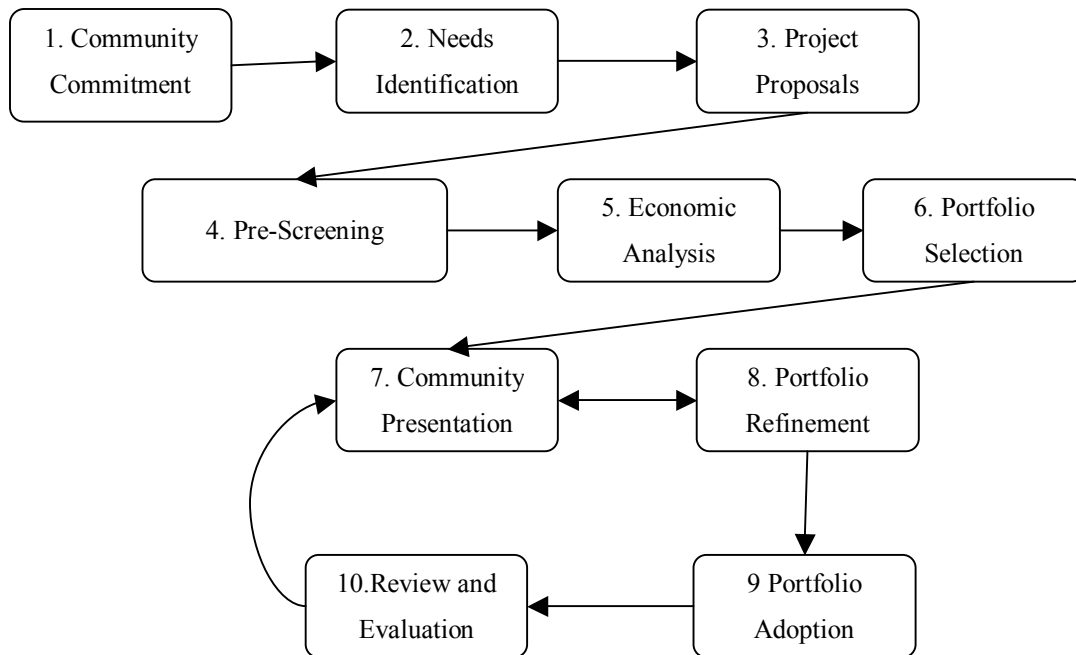 1. Community
Commitment
2. Needs
Identification
3. Project
Proposals
4. Pre-Screening
5. Economic
Analysis
6. Portfolio
Selection
7. Community
Presentation
8. Portfolio
Refinement
9 Portfolio
Adoption
10.Review and
Evaluation